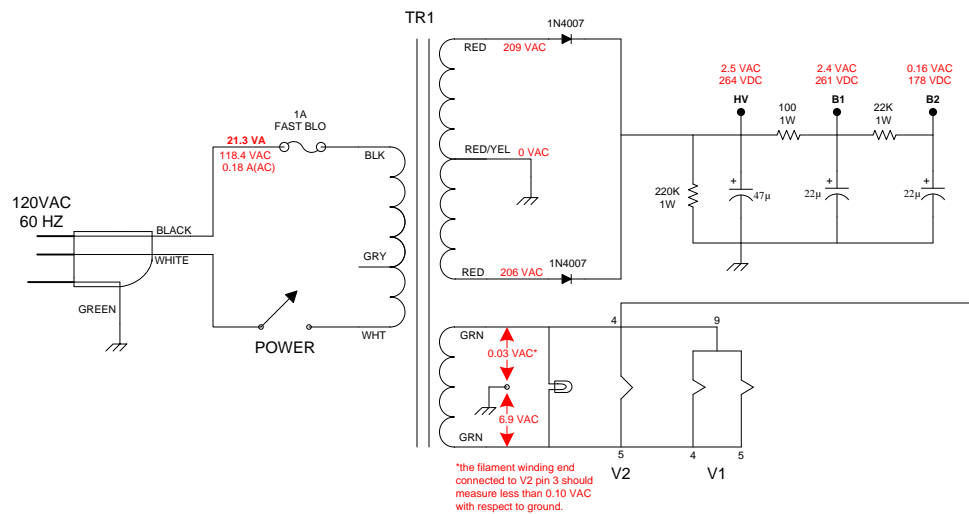 TR1
1N4007
RED
209 VAC
2.5 VAC
264 VDC
HV
2.4 VAC
261 VDC
B1
0.16 VAC
178 VDC
B2
100
1W
22K
1W
1A
FAST BLO
21.3 VA
118.4 VAC
0.18 A(AC)
BLK
RED/YEL
0 VAC
220K
1W
+
47μ
+
22μ
+
22μ
120VAC
60 HZ
BLACK
WHITE
GRY
GREEN
1N4007
RED
206 VAC
POWER
WHT
GRN
0.03 VAC*
6.9 VAC
GRN
4
9
5
4
5
V2
V1
*the filament winding end
connected to V2 pin 3 should
measure less than 0.10 VAC
with respect to ground.